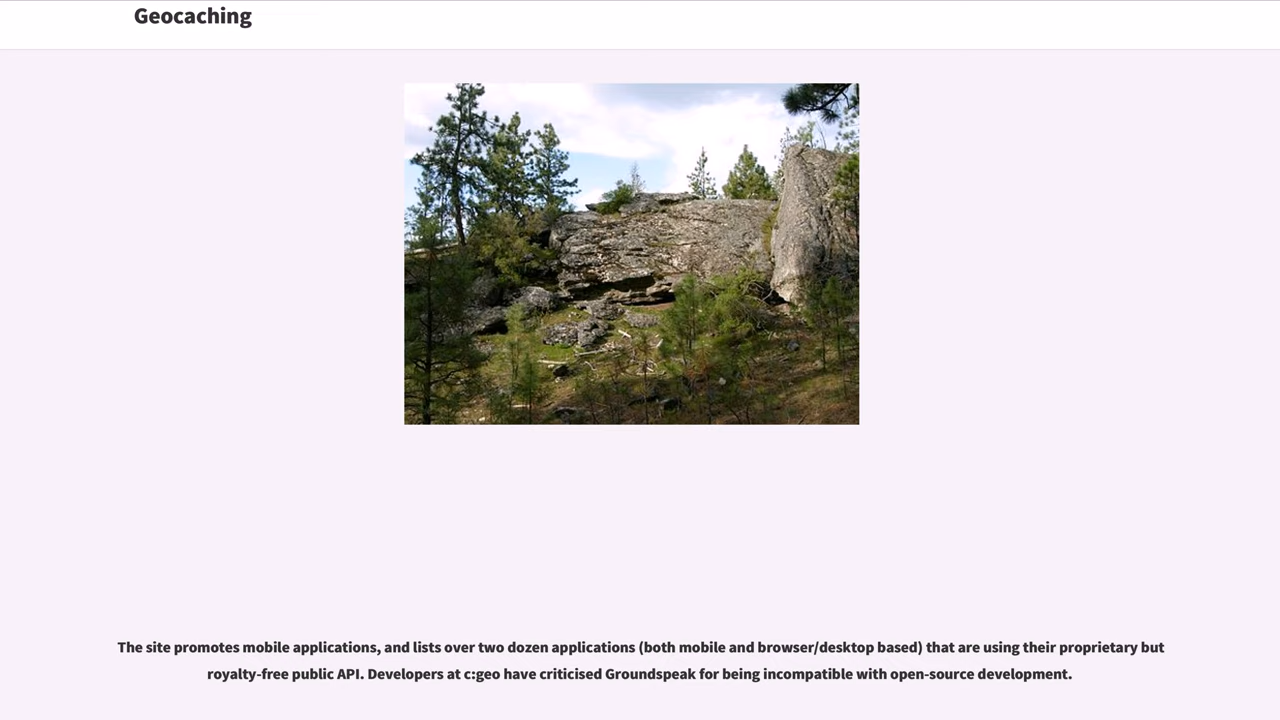 Geocaching
The site promotes mobile applications, and lists over two dozen applications (both mobile and browser/desktop based) that are using their proprietary but
royalty-free public API. Developers at c:geo have criticised Groundspeak for being incompatible with open-source development.